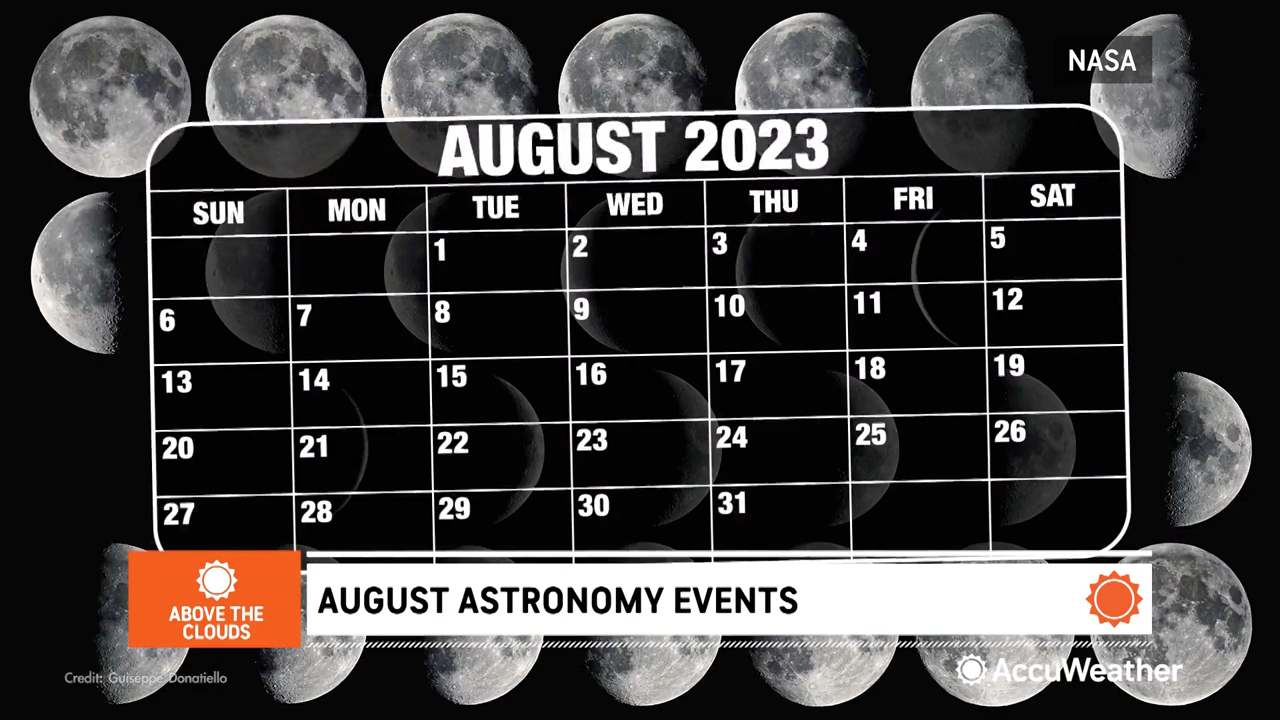 NASA
AUGUST 2023
SUN MON TUE WED THU FRI SAT
1 2 3 4 5
6 7 8 9 10 11 12
13 14 15 16 17 18 19
20 21 22 23 24 25 26
27 28 29 30 31
ABOVE THE
CLOUDS
AUGUST ASTRONOMY EVENTS
Credit: Guiseppe Donatiello
AccuWeather